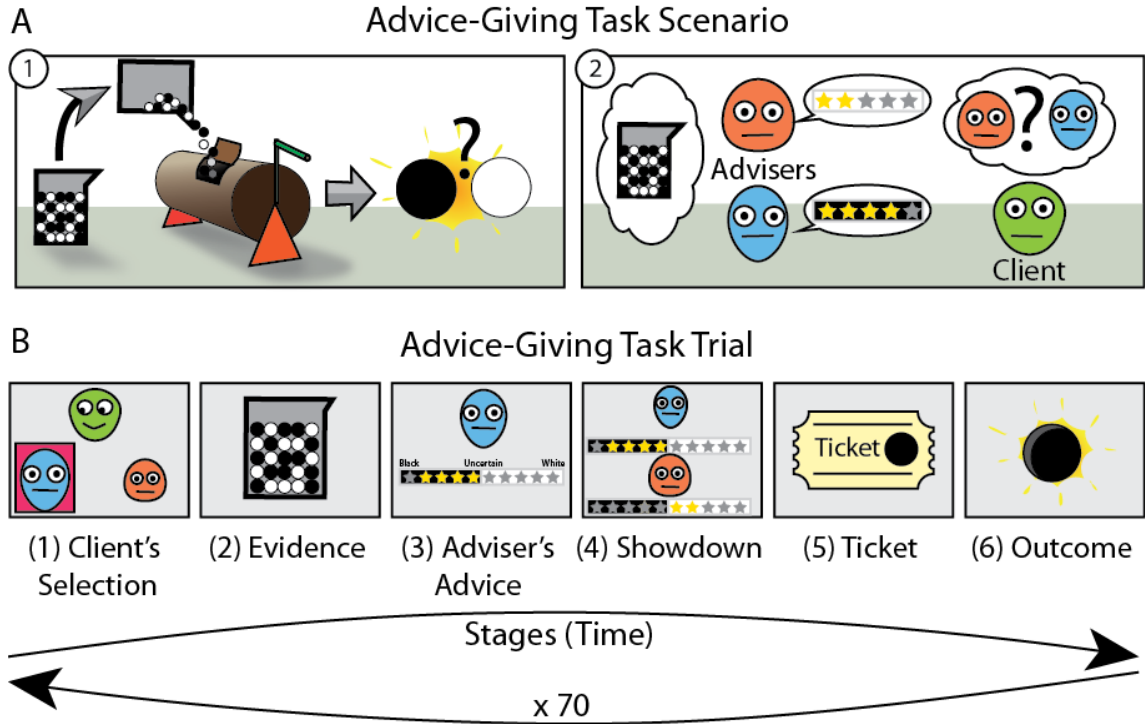 A
Advice-Giving Task Scenario
1
?
2
?
Advisers
Client
B
Advice-Giving Task Trial
Black Uncertain White
Ticket
(1) Client's
Selection
(2) Evidence
(3) Adviser's
Advice
(4) Showdown
(5) Ticket
(6) Outcome
Stages (Time)
x 70